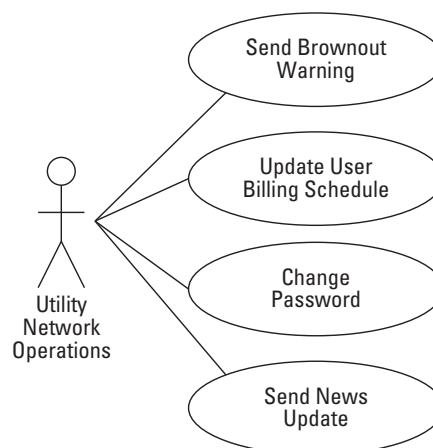 Send Brownout
Warning
Update User
Billing Schedule
Change
Password
Utility
Network
Operations
Send News
Update